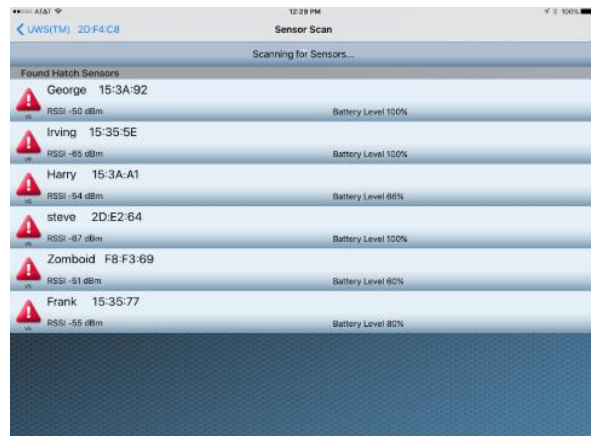 AT&T 12:29 PM 100%
UWS(TM) 2D:F4:C8 Sensor Scan
Scanning for Sensors...
Found Hatch Sensors
George 15:3A:92
RSSI -50 dBm Battery Level 100%
Irving 15:35:5E
RSSI -65 dBm Battery Level 100%
Harry 15:3A:A1
RSSI -54 dBm Battery Level 66%
steve 2D:E2:64
RSSI -67 dBm Battery Level 100%
Zomboid F8:F3:69
RSSI -51 dBm Battery Level 60%
Frank 15:35:77
RSSI -55 dBm Battery Level 80%